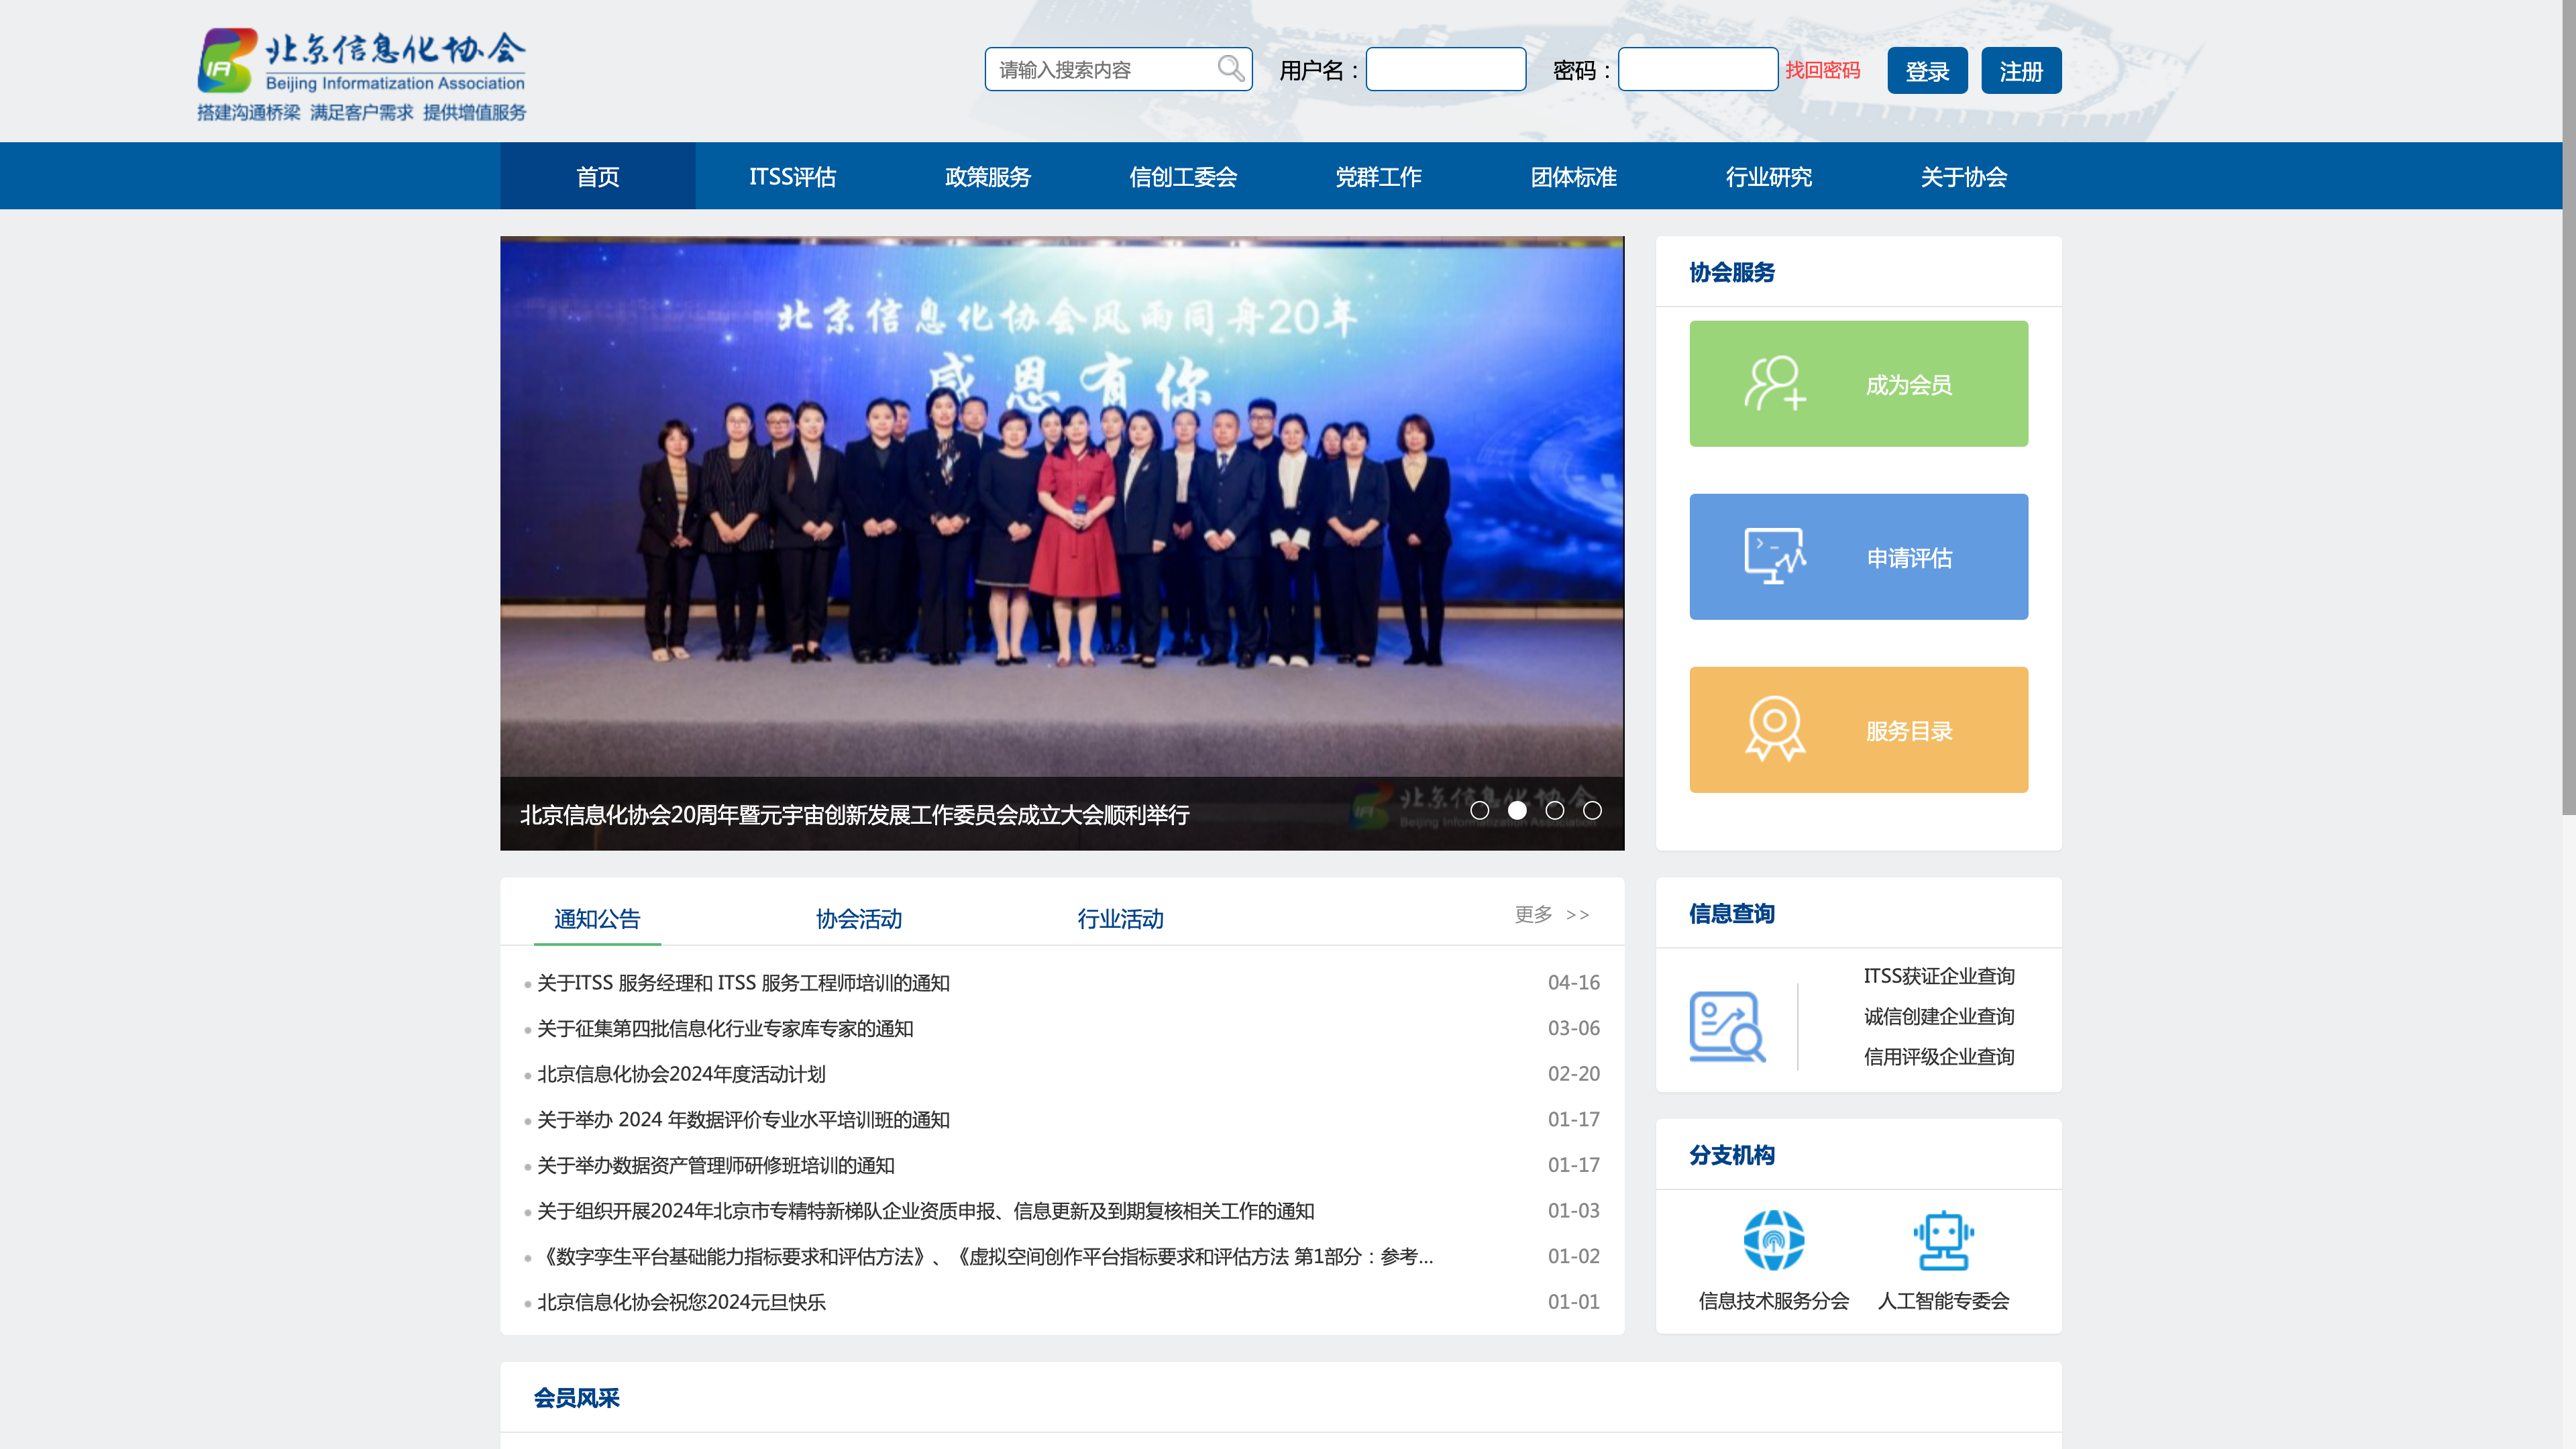 北京信息化协会
Beijing Informatization Association
搭建沟通桥梁 满足客户需求 提供增值服务
请输入搜索内容
用户名：
密码：
找回密码
登录
注册
首页
ITSS评估
政策服务
信创工委会
党群工作
团体标准
行业研究
关于协会
北京信息化协会风雨同舟20年
感恩有你
北京信息化协会20周年暨元宇宙创新发展工作委员会成立大会顺利举行
北京信息化协会
Beijing Informatization Association
协会服务
成为会员
申请评估
服务目录
通知公告
协会活动
行业活动
更多 >>
关于ITSS 服务经理和 ITSS 服务工程师培训的通知 04-16
关于征集第四批信息化行业专家库专家的通知 03-06
北京信息化协会2024年度活动计划 02-20
关于举办 2024 年数据评价专业水平培训班的通知 01-17
关于举办数据资产管理师研修班培训的通知 01-17
关于组织开展2024年北京市专精特新梯队企业资质申报、信息更新及到期复核相关工作的通知 01-03
《数字孪生平台基础能力指标要求和评估方法》、《虚拟空间创作平台指标要求和评估方法 第1部分：参考... 01-02
北京信息化协会祝您2024元旦快乐 01-01
信息查询
ITSS获证企业查询
诚信创建企业查询
信用评级企业查询
分支机构
信息技术服务分会
人工智能专委会
会员风采